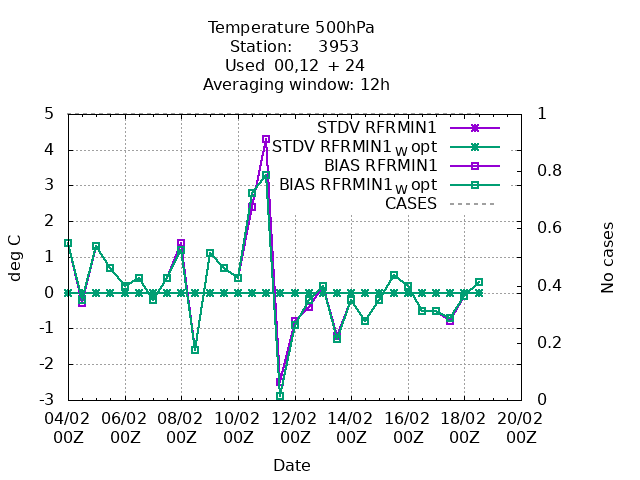 Temperature 500hPa
Station: 3953
Used 00,12 + 24
Averaging window: 12h
STDV RFRMIN1
STDV RFRMIN1w opt
BIAS RFRMIN1
BIAS RFRMIN1w opt
CASES
5
4
3
2
1
0
-1
-2
-3
deg C
1
0.8
0.6
0.4
0.2
0
No cases
04/02 06/02 08/02 10/02 12/02 14/02 16/02 18/02 20/02
00Z 00Z 00Z 00Z 00Z 00Z 00Z 00Z 00Z
Date